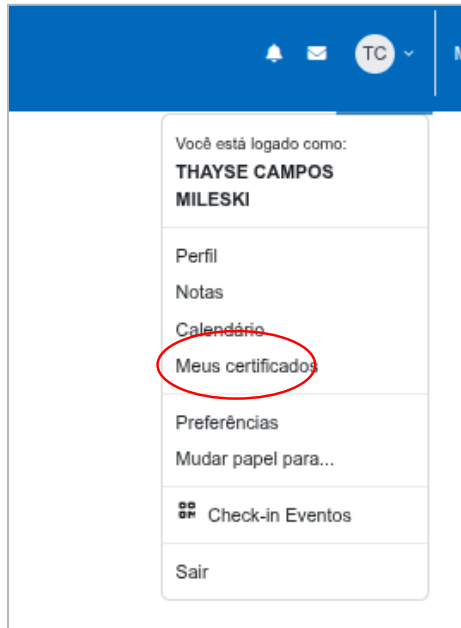 TC
Você está logado como:
THAYSE CAMPOS
MILESKI
Perfil
Notas
Calendário
Meus certificados
Preferências
Mudar papel para...
Check-in Eventos
Sair